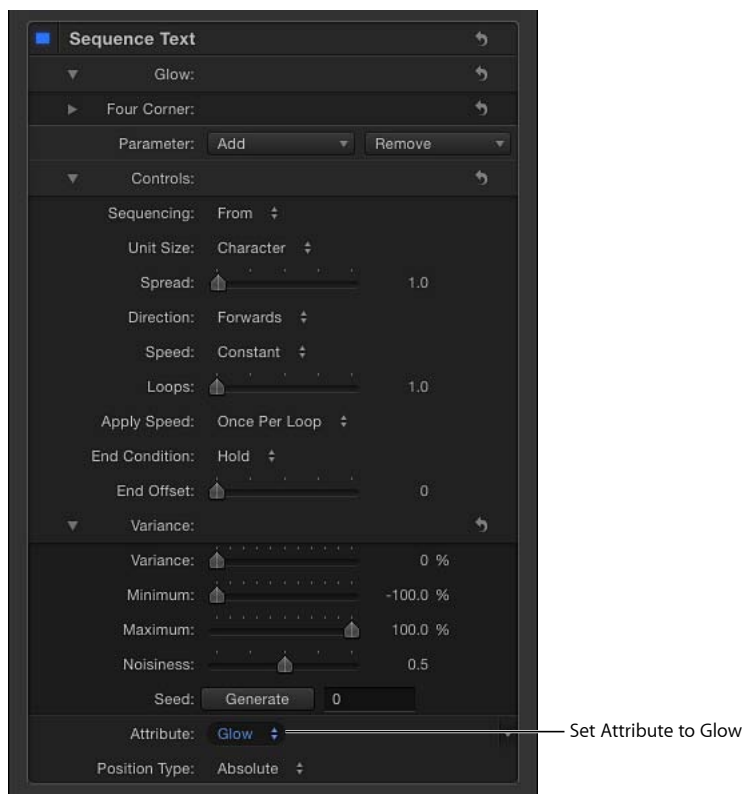 Sequence Text
Glow:
Four Corner:
Parameter: Add Remove
Controls:
Sequencing: From
Unit Size: Character
Spread: 1.0
Direction: Forwards
Speed: Constant
Loops: 1.0
Apply Speed: Once Per Loop
End Condition: Hold
End Offset: 0
Variance:
Variance: 0 %
Minimum: -100.0 %
Maximum: 100.0 %
Noisiness: 0.5
Seed: Generate 0
Attribute: Glow Set Attribute to Glow
Position Type: Absolute